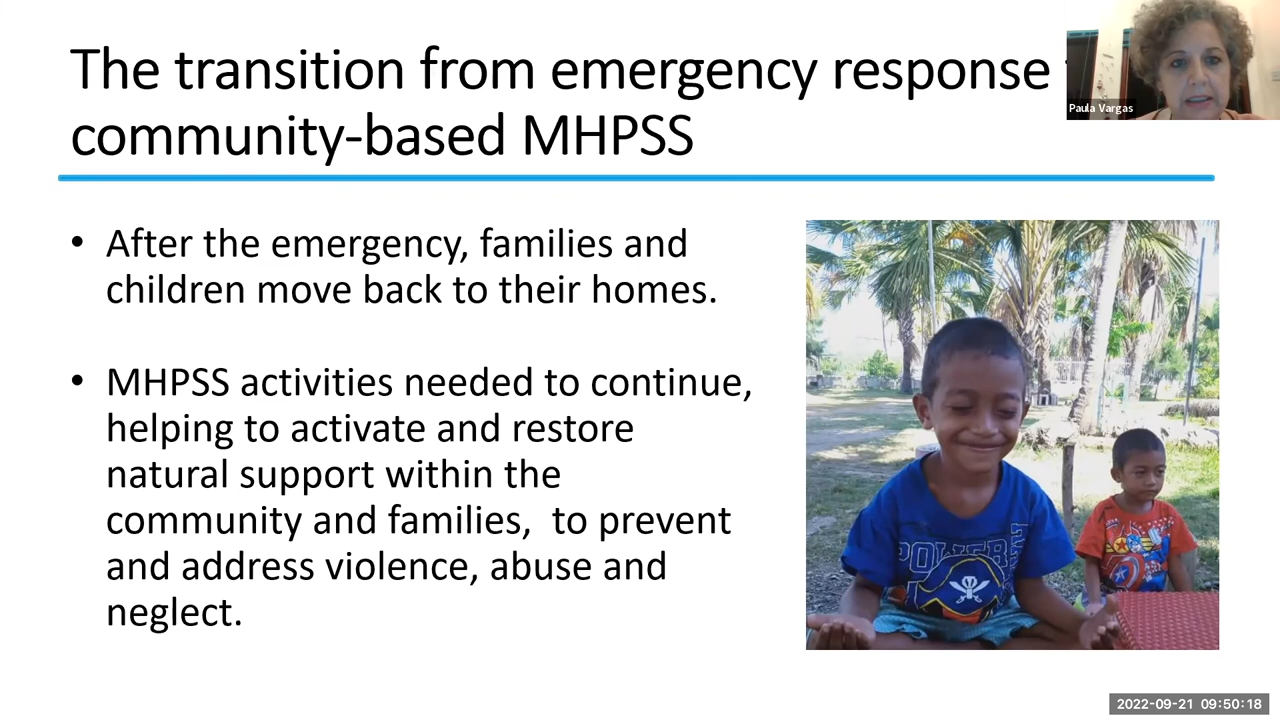 The transition from emergency response
community-based MHPSS
Paula Vargas
• After the emergency, families and
children move back to their homes.
• MHPSS activities needed to continue,
helping to activate and restore
natural support within the
community and families,  to prevent
and address violence, abuse and
neglect.
2022-09-21 09:50:18